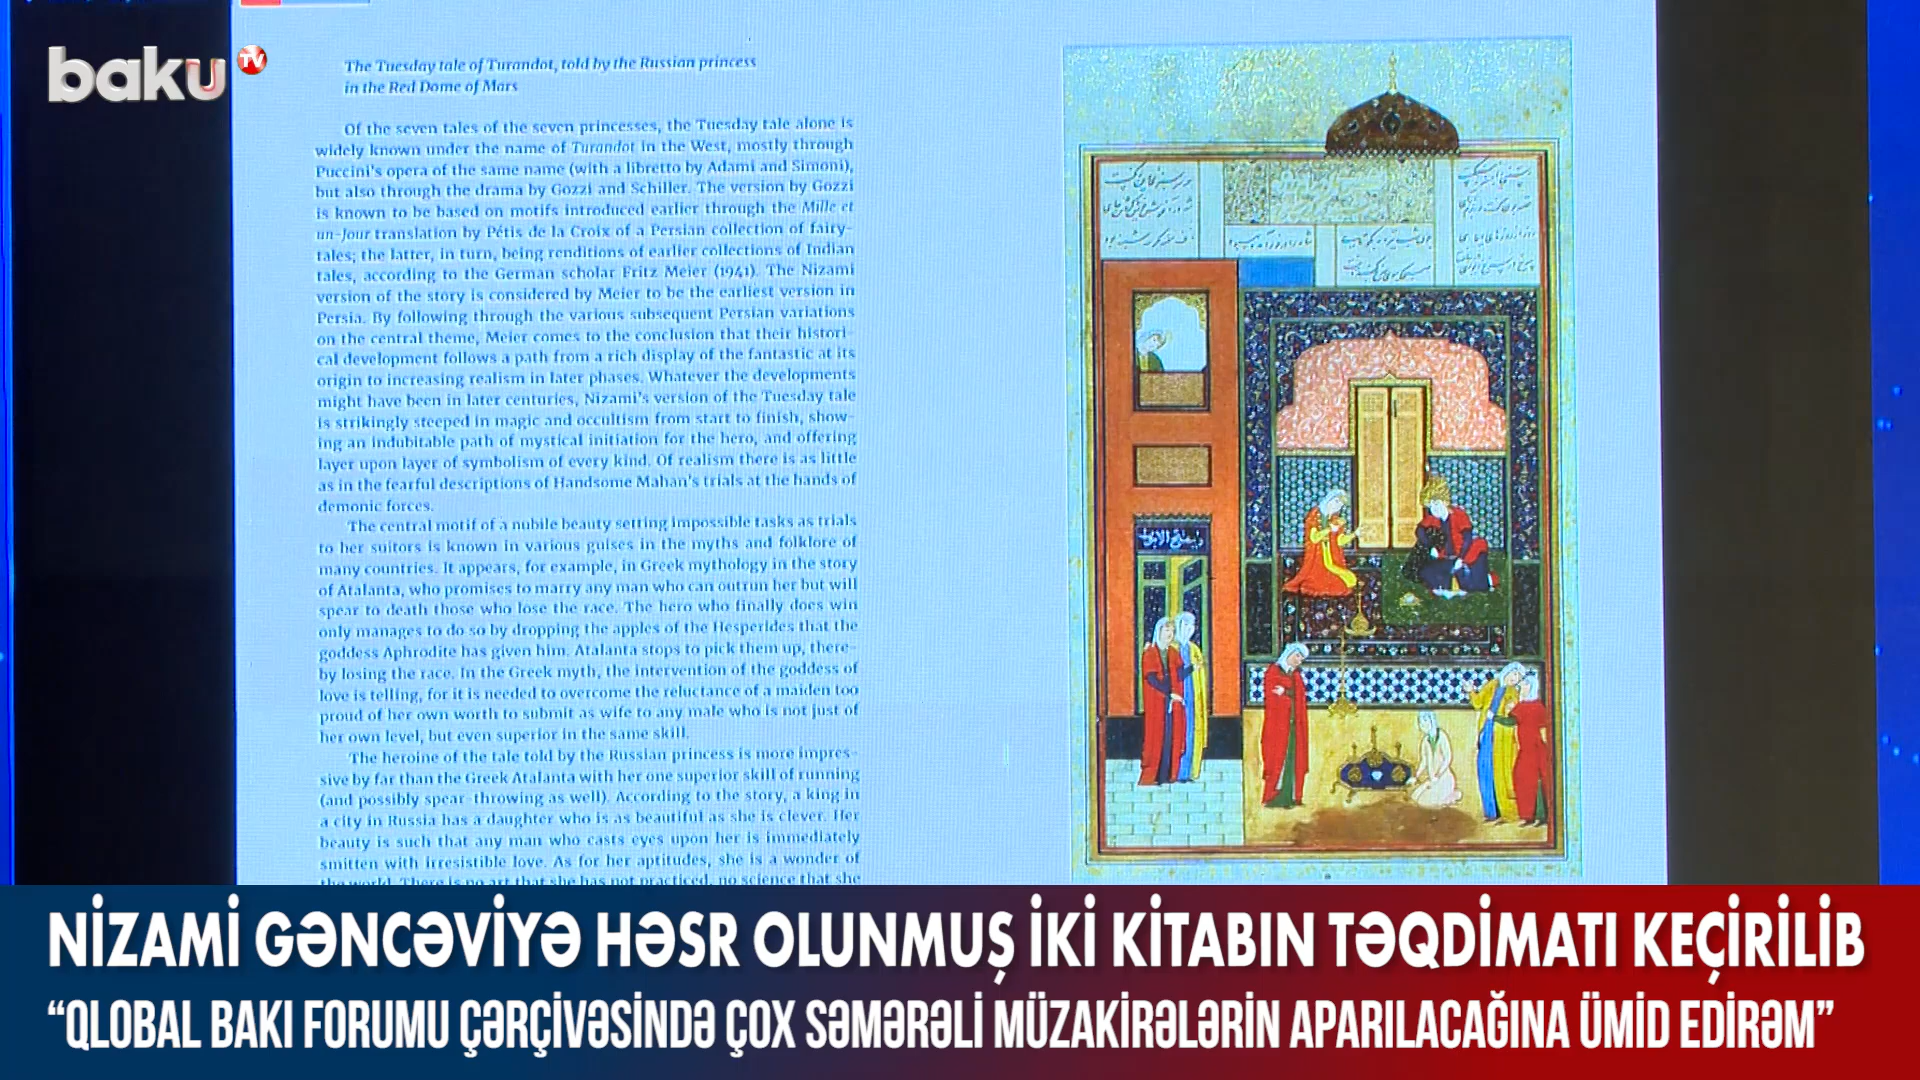 baku TV
The Tuesday tale of Turandot, told by the Russian princess
in the Red Dome of Mars
Of the seven tales of the seven princesses, the Tuesday tale alone is
widely known under the name of Turandot in the West, mostly through
Puccini's opera of the same name (with a libretto by Adami and Simoni),
but also through the drama by Gozzi and Schiller. The version by Gozzi
is known to be based on motifs introduced earlier through the Mille et
un-Jour translation by Pétis de la Croix of a Persian collection of fairy-
tales; the latter, in turn, being renditions of earlier collections of Indian
tales, according to the German scholar Fritz Meier (1941). The Nizami
version of the story is considered by Meier to be the earliest version in
Persia. By following through the various subsequent Persian variations
on the central theme, Meier comes to the conclusion that their histori-
cal development follows a path from a rich display of the fantastic at its
origin to increasing realism in later phases. Whatever the developments
might have been in later centuries, Nizami's version of the Tuesday tale
is strikingly steeped in magic and occultism from start to finish, show-
ing an indubitable path of mystical initiation for the hero, and offering
layer upon layer of symbolism of every kind. Of realism there is as little
as in the fearful descriptions of Handsome Mahan's trials at the hands of
demonic forces.
The central motif of a nubile beauty setting impossible tasks as trials
to her suitors is known in various guises in the myths and folklore of
many countries. It appears, for example, in Greek mythology in the story
of Atalanta, who promises to marry any man who can outrun her but will
spear to death those who lose the race. The hero who finally does win
only manages to do so by dropping the apples of the Hesperides that the
goddess Aphrodite has given him. Atalanta stops to pick them up, there-
by losing the race. In the Greek myth, the intervention of the goddess of
love is telling, for it is needed to overcome the reluctance of a maiden too
proud of her own worth to submit as wife to any male who is not just of
her own level, but even superior in the same skill.
The heroine of the tale told by the Russian princess is more impres-
sive by far than the Greek Atalanta with her one superior skill of running
(and possibly spear-throwing as well). According to the story, a king in
a city in Russia has a daughter who is as beautiful as she is clever. Her
beauty is such that any man who casts eyes upon her is immediately
smitten with irresistible love. As for her aptitudes, she is a wonder of
the world. There is no art that she has not practiced, no science that she
NİZAMİ GƏNCƏVİYƏ HƏSR OLUNMUŞ İKİ KİTABIN TƏQDİMATI KEÇİRİLİB
“QLOBAL BAKI FORUMU ÇƏRÇİVƏSİNDƏ ÇOX SƏMƏRƏLİ MÜZAKİRƏLƏRİN APARILACAĞINA ÜMİD EDİRƏM”